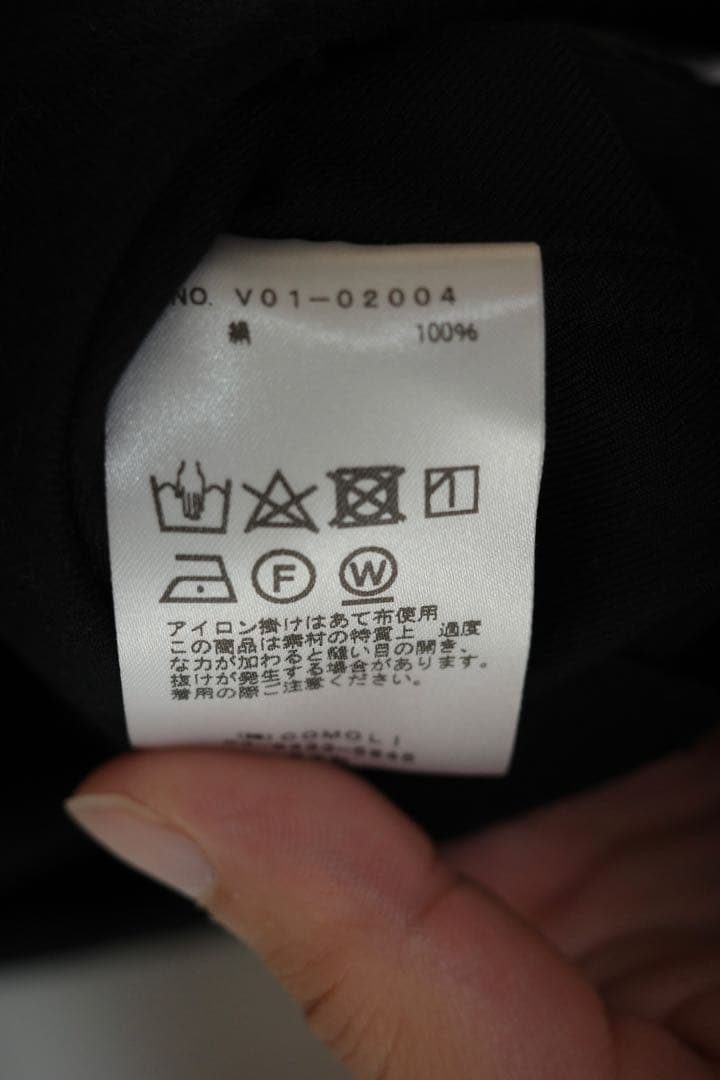 NO. V01-02004
絹 100%
F W
アイロン掛けはあて布使用
この商品は素材の特質上 過度
な力が加わると縫い目の開き、
抜けが発生する場合があります。
着用の際ご注意ください。
(株)COMOLI